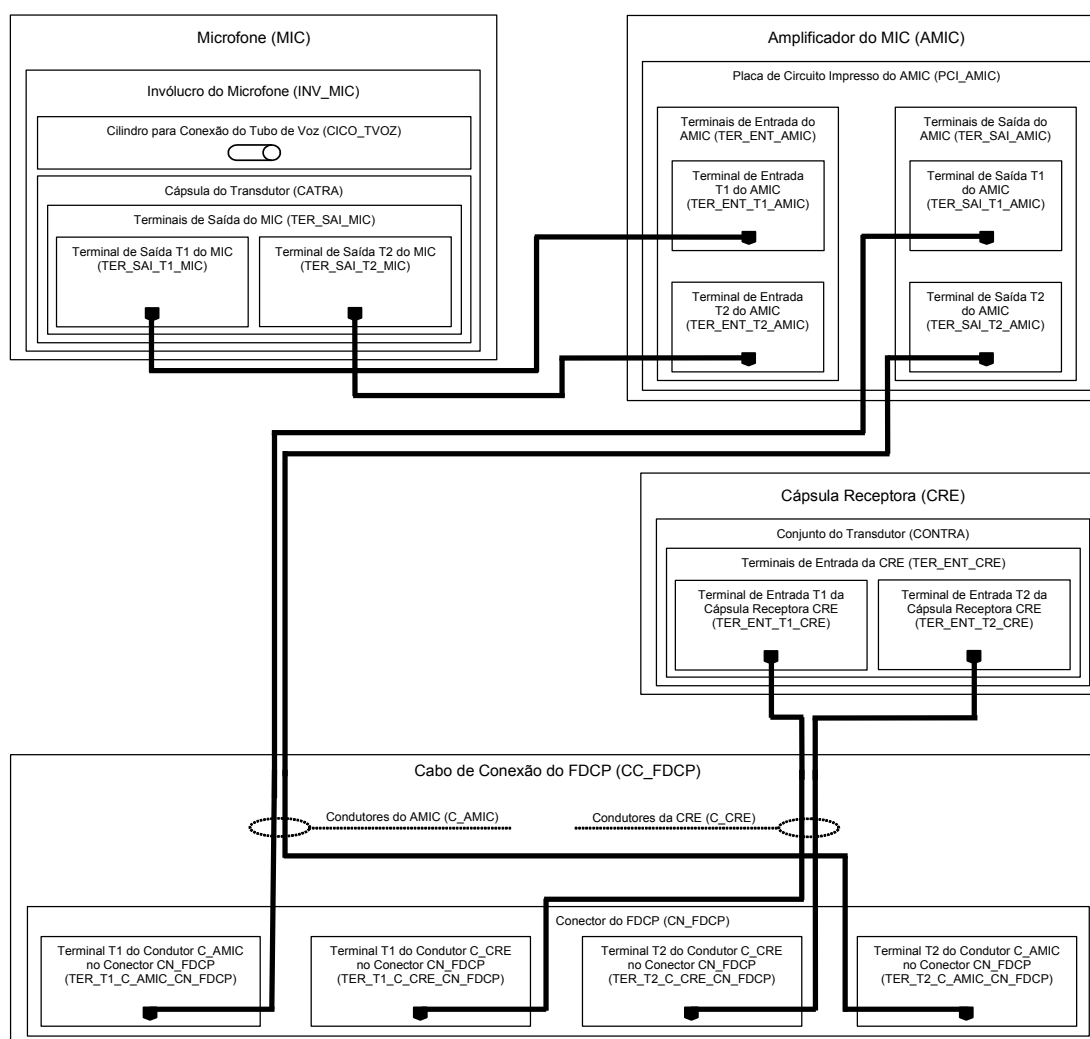 Microfone (MIC)
Invólucro do Microfone (INV_MIC)
Cilindro para Conexão do Tubo de Voz (CICO_TVOZ)
Cápsula do Transdutor (CATRA)
Terminais de Saída do MIC (TER_SAI_MIC)
Terminal de Saída T1 do MIC
(TER_SAI_T1_MIC)
Terminal de Saída T2 do MIC
(TER_SAI_T2_MIC)
Amplificador do MIC (AMIC)
Placa de Circuito Impresso do AMIC (PCI_AMIC)
Terminais de Entrada do
AMIC (TER_ENT_AMIC)
Terminal de Entrada
T1 do AMIC
(TER_ENT_T1_AMIC)
Terminal de Entrada
T2 do AMIC
(TER_ENT_T2_AMIC)
Terminais de Saída do
AMIC (TER_SAI_AMIC)
Terminal de Saída T1
do AMIC
(TER_SAI_T1_AMIC)
Terminal de Saída T2
do AMIC
(TER_SAI_T2_AMIC)
Cápsula Receptora (CRE)
Conjunto do Transdutor (CONTRA)
Terminais de Entrada da CRE (TER_ENT_CRE)
Terminal de Entrada T1 da
Cápsula Receptora CRE
(TER_ENT_T1_CRE)
Terminal de Entrada T2 da
Cápsula Receptora CRE
(TER_ENT_T2_CRE)
Cabo de Conexão do FDCP (CC_FDCP)
Condutores do AMIC (C_AMIC)
Condutores da CRE (C_CRE)
Conector do FDCP (CN_FDCP)
Terminal T1 do Condutor C_AMIC
no Conector CN_FDCP
(TER_T1_C_AMIC_CN_FDCP)
Terminal T1 do Condutor C_CRE
no Conector CN_FDCP
(TER_T1_C_CRE_CN_FDCP)
Terminal T2 do Condutor C_CRE
no Conector CN_FDCP
(TER_T2_C_CRE_CN_FDCP)
Terminal T2 do Condutor C_AMIC
no Conector CN_FDCP
(TER_T2_C_AMIC_CN_FDCP)